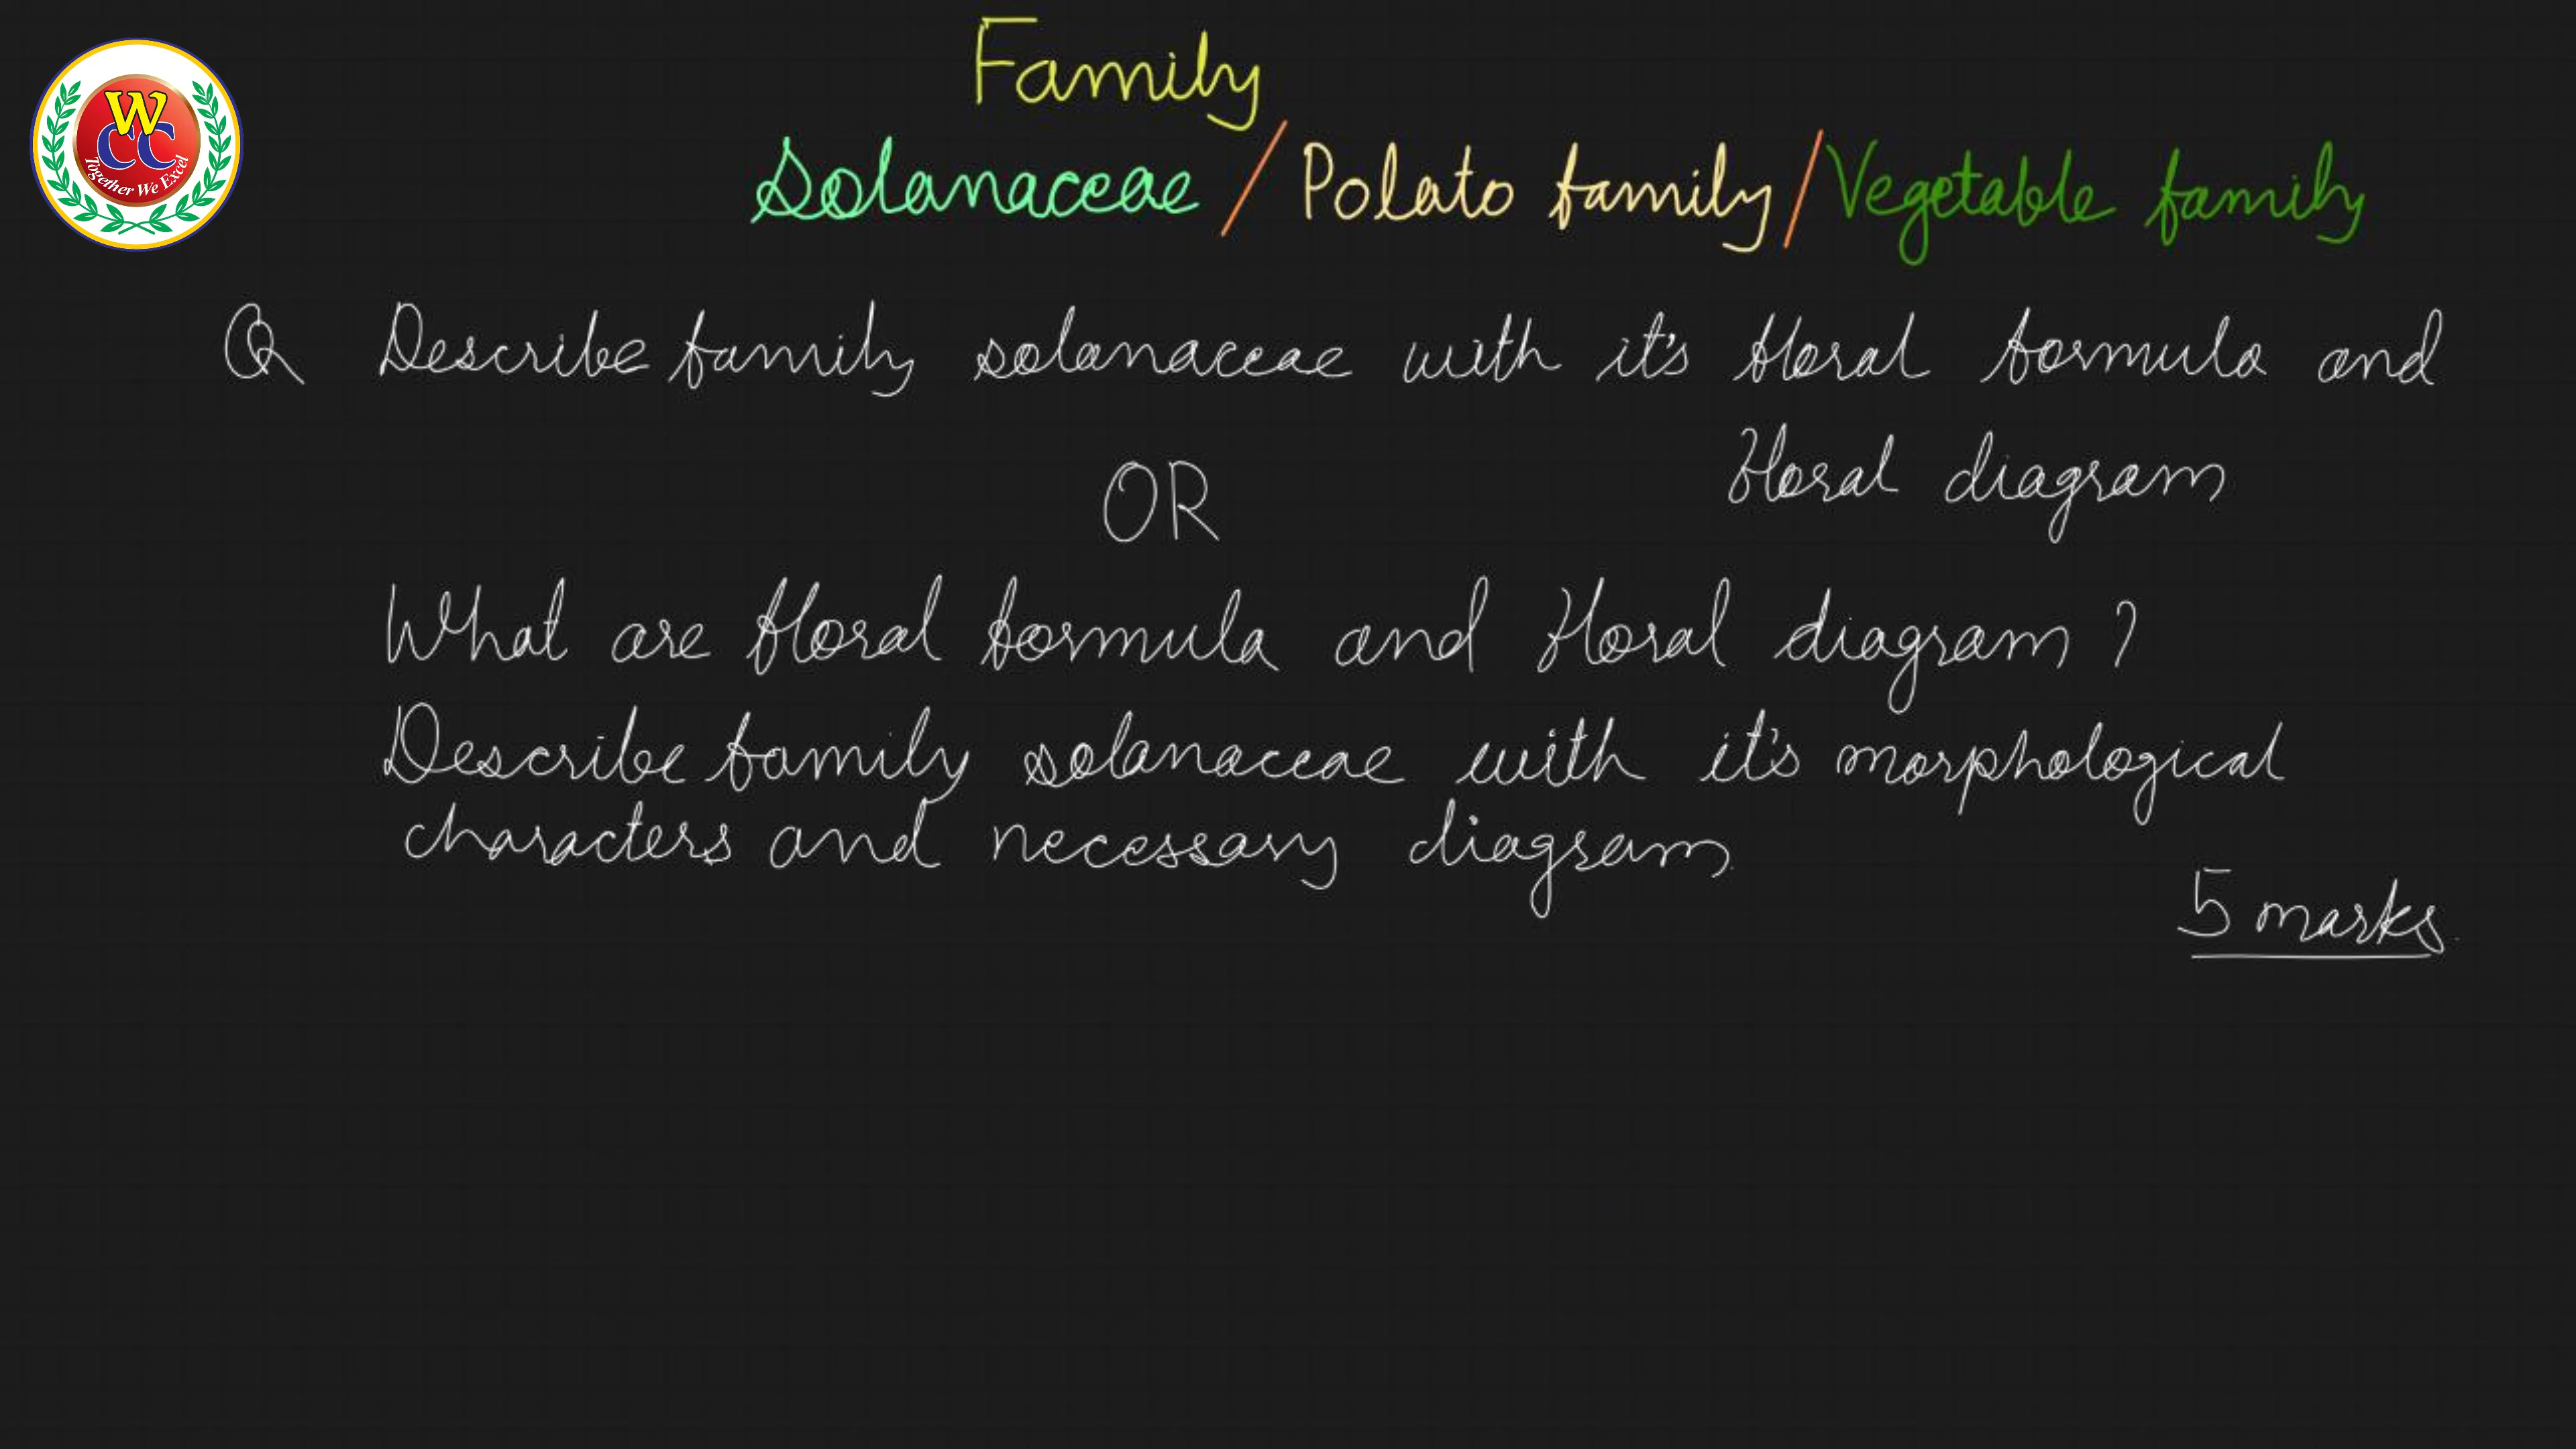 W
CC
Together We Excel
Family
Solanaceae / Potato family / Vegetable family
Q Describe family solanaceae with it's floral formula and
floral diagram
OR
What are floral formula and floral diagram ?
Describe family solanaceae with it's morphological
characters and necessary diagram.
5 marks.